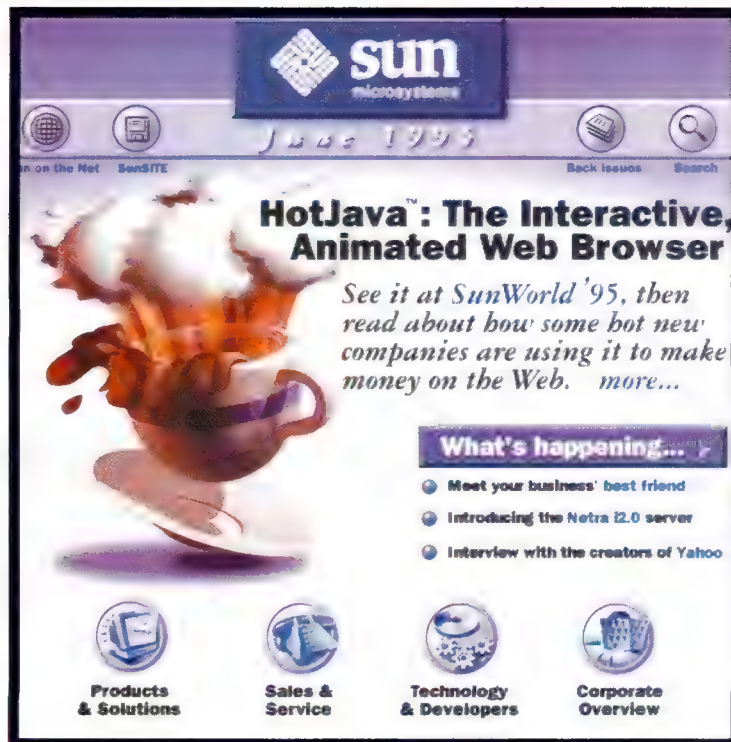 sun
microsystems
June 1995
on the Net
SunSITE
Back Issues
Search
HotJava™: The Interactive,
Animated Web Browser
See it at SunWorld '95, then
read about how some hot new
companies are using it to make
money on the Web. more...
What's happening...
Meet your business' best friend
Introducing the Netra i2.0 server
Interview with the creators of Yahoo
Products
& Solutions
Sales &
Service
Technology
& Developers
Corporate
Overview